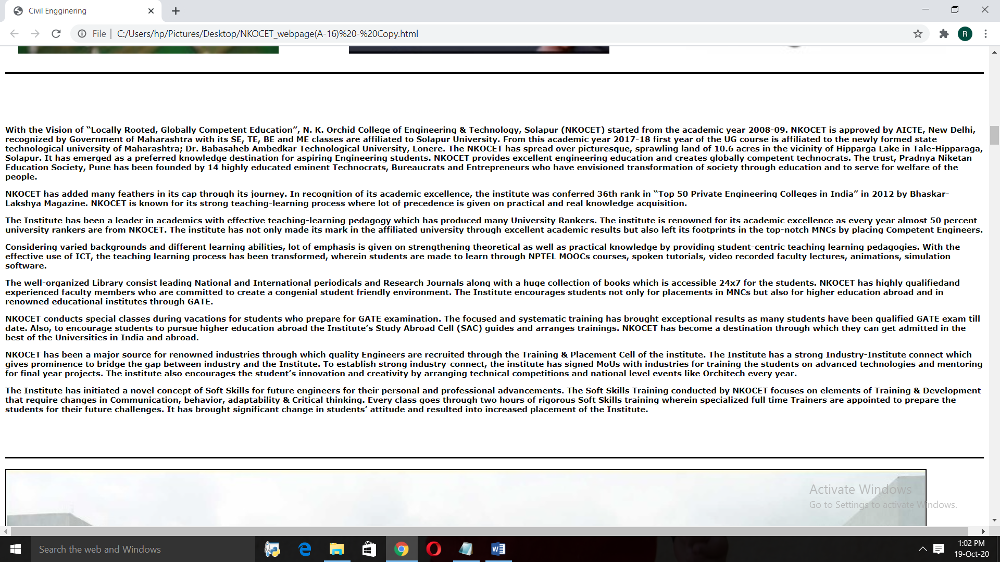 Civil Engginering
File
C:/Users/hp/Pictures/Desktop/NKOCET_webpage(A-16)%20-%20Copy.html
R
With the Vision of “Locally Rooted, Globally Competent Education”, N. K. Orchid College of Engineering & Technology, Solapur (NKOCET) started from the academic year 2008-09. NKOCET is approved by AICTE, New Delhi,
recognized by Government of Maharashtra with its SE, TE, BE and ME classes are affiliated to Solapur University. From this academic year 2017-18 first year of the UG course is affiliated to the newly formed state
technological university of Maharashtra; Dr. Babasaheb Ambedkar Technological University, Lonere. The NKOCET has spread over picturesque, sprawling land of 10.6 acres in the vicinity of Hipparga Lake in Tale-Hipparaga,
Solapur. It has emerged as a preferred knowledge destination for aspiring Engineering students. NKOCET provides excellent engineering education and creates globally competent technocrats. The trust, Pradnya Niketan
Education Society, Pune has been founded by 14 highly educated eminent Technocrats, Bureaucrats and Entrepreneurs who have envisioned transformation of society through education and to serve for welfare of the
people.
NKOCET has added many feathers in its cap through its journey. In recognition of its academic excellence, the institute was conferred 36th rank in “Top 50 Private Engineering Colleges in India” in 2012 by Bhaskar-
Lakshya Magazine. NKOCET is known for its strong teaching-learning process where lot of precedence is given on practical and real knowledge acquisition.
The Institute has been a leader in academics with effective teaching-learning pedagogy which has produced many University Rankers. The institute is renowned for its academic excellence as every year almost 50 percent
university rankers are from NKOCET. The institute has not only made its mark in the affiliated university through excellent academic results but also left its footprints in the top-notch MNCs by placing Competent Engineers.
Considering varied backgrounds and different learning abilities, lot of emphasis is given on strengthening theoretical as well as practical knowledge by providing student-centric teaching learning pedagogies. With the
effective use of ICT, the teaching learning process has been transformed, wherein students are made to learn through NPTEL MOOCs courses, spoken tutorials, video recorded faculty lectures, animations, simulation
software.
The well-organized Library consist leading National and International periodicals and Research Journals along with a huge collection of books which is accessible 24x7 for the students. NKOCET has highly qualifiedand
experienced faculty members who are committed to create a congenial student friendly environment. The Institute encourages students not only for placements in MNCs but also for higher education abroad and in
renowned educational institutes through GATE.
NKOCET conducts special classes during vacations for students who prepare for GATE examination. The focused and systematic training has brought exceptional results as many students have been qualified GATE exam till
date. Also, to encourage students to pursue higher education abroad the Institute’s Study Abroad Cell (SAC) guides and arranges trainings. NKOCET has become a destination through which they can get admitted in the
best of the Universities in India and abroad.
NKOCET has been a major source for renowned industries through which quality Engineers are recruited through the Training & Placement Cell of the institute. The Institute has a strong Industry-Institute connect which
gives prominence to bridge the gap between industry and the Institute. To establish strong industry-connect, the institute has signed MoUs with industries for training the students on advanced technologies and mentoring
for final year projects. The institute also encourages the student’s innovation and creativity by arranging technical competitions and national level events like Orchitech every year.
The Institute has initiated a novel concept of Soft Skills for future engineers for their personal and professional advancements. The Soft Skills Training conducted by NKOCET focuses on elements of Training & Development
that require changes in Communication, behavior, adaptability & Critical thinking. Every class goes through two hours of rigorous Soft Skills training wherein specialized full time Trainers are appointed to prepare the
students for their future challenges. It has brought significant change in students’ attitude and resulted into increased placement of the Institute.
Activate Windows
Go to Settings to activate Windows.
Search the web and Windows
1:02 PM
19-Oct-20